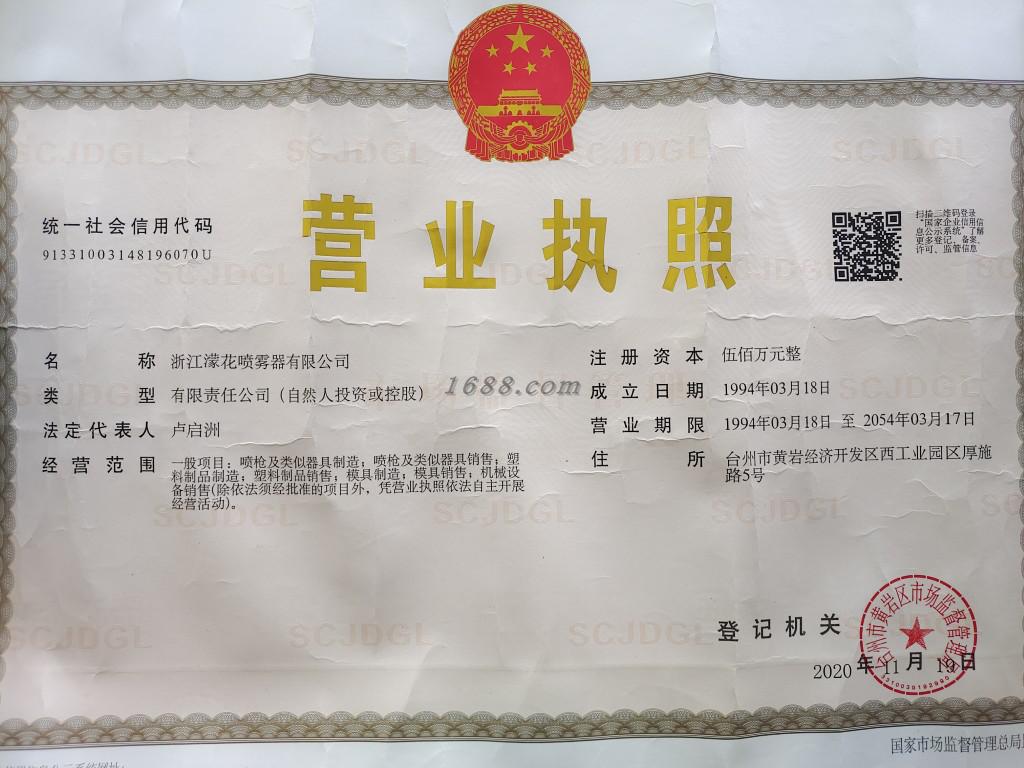 营业执照
统一社会信用代码
91331003148196070U
扫描二维码登录
"国家企业信用信
息公示系统"了解
更多登记、备案、
许可、监管信息
名称 浙江濛花喷雾器有限公司
类型 有限责任公司（自然人投资或控股）
法定代表人 卢启洲
经营范围 一般项目：喷枪及类似器具制造；喷枪及类似器具销售；塑
料制品制造；塑料制品销售；模具制造；模具销售；机械设
备销售(除依法须经批准的项目外，凭营业执照依法自主开展
经营活动)。
注册资本 伍佰万元整
成立日期 1994年03月18日
营业期限 1994年03月18日 至 2054年03月17日
住所 台州市黄岩经济开发区西工业园区厚施
路5号
1688.com
SCJDGL
登记机关
台州市黄岩区市场监督管理局
2020 年 11 月 19 日
国家市场监督管理总局